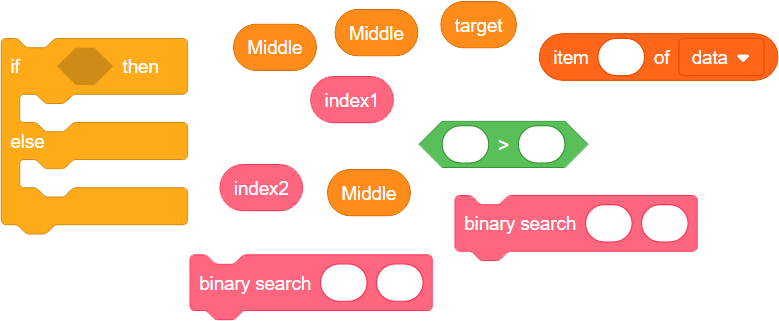 if then
else
Middle
Middle
target
item of data
index1
>
index2
Middle
binary search
binary search